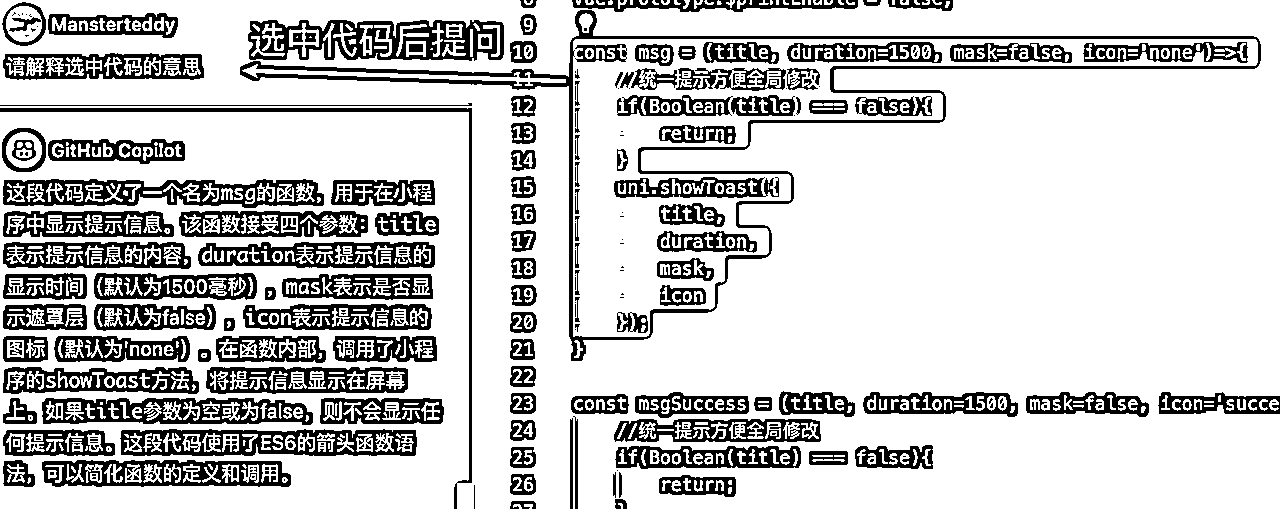 Mansterteddy
请解释选中代码的意思
选中代码后提问
GitHub Copilot
这段代码定义了一个名为msg的函数，用于在小程
序中显示提示信息。该函数接受四个参数：title
表示提示信息的内容，duration表示提示信息的
显示时间（默认为1500毫秒），mask表示是否显
示遮罩层（默认为false），icon表示提示信息的
图标（默认为'none'）。在函数内部，调用了小程
序的showToast方法，将提示信息显示在屏幕
上。如果title参数为空或为false，则不会显示任
何提示信息。这段代码使用了ES6的箭头函数语
法，可以简化函数的定义和调用。
8 Vue.prototype.$printEnable = false;
9
10 const msg = (title, duration=1500, mask=false, icon='none')=>{
11 //统一提示方便全局修改
12 if(Boolean(title) === false){
13 return;
14 }
15 uni.showToast({
16 title,
17 duration,
18 mask,
19 icon
20 });
21 }
22
23 const msgSuccess = (title, duration=1500, mask=false, icon='succe
24 //统一提示方便全局修改
25 if(Boolean(title) === false){
26 return;
27 }